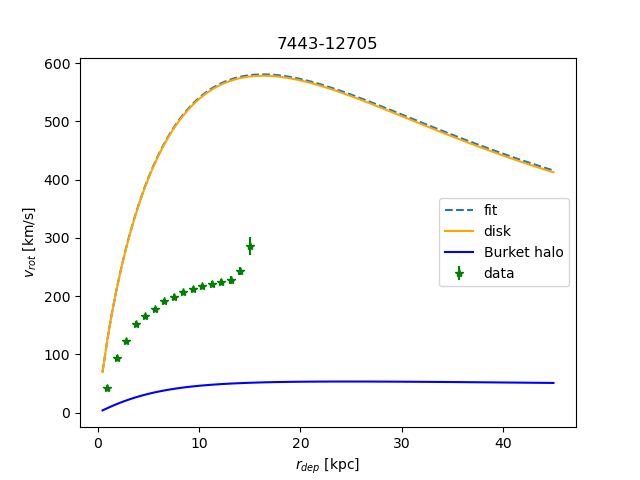 7443-12705
600
500
400
300
200
100
0
v_rot [km/s]
fit
disk
Burket halo
data
0 10 20 30 40
r_dep [kpc]